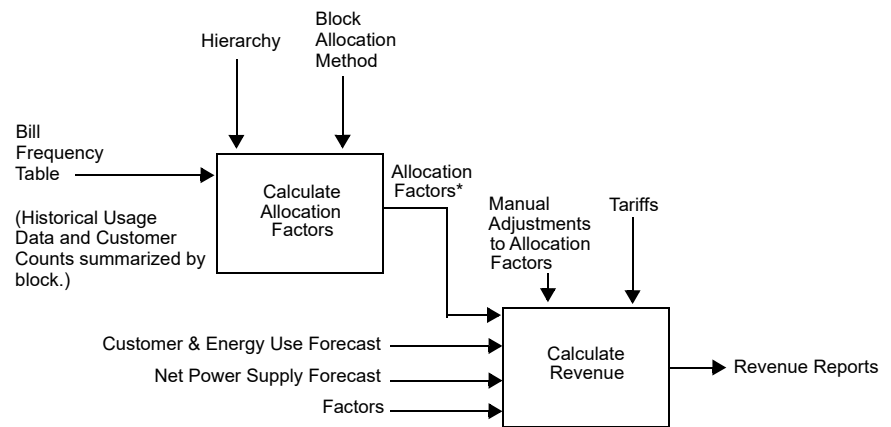 Hierarchy
Block
Allocation
Method
Bill
Frequency
Table
(Historical Usage
Data and Customer
Counts summarized by
block.)
Calculate
Allocation
Factors
Allocation
Factors*
Manual
Adjustments
to Allocation
Factors
Tariffs
Customer & Energy Use Forecast
Net Power Supply Forecast
Factors
Calculate
Revenue
Revenue Reports